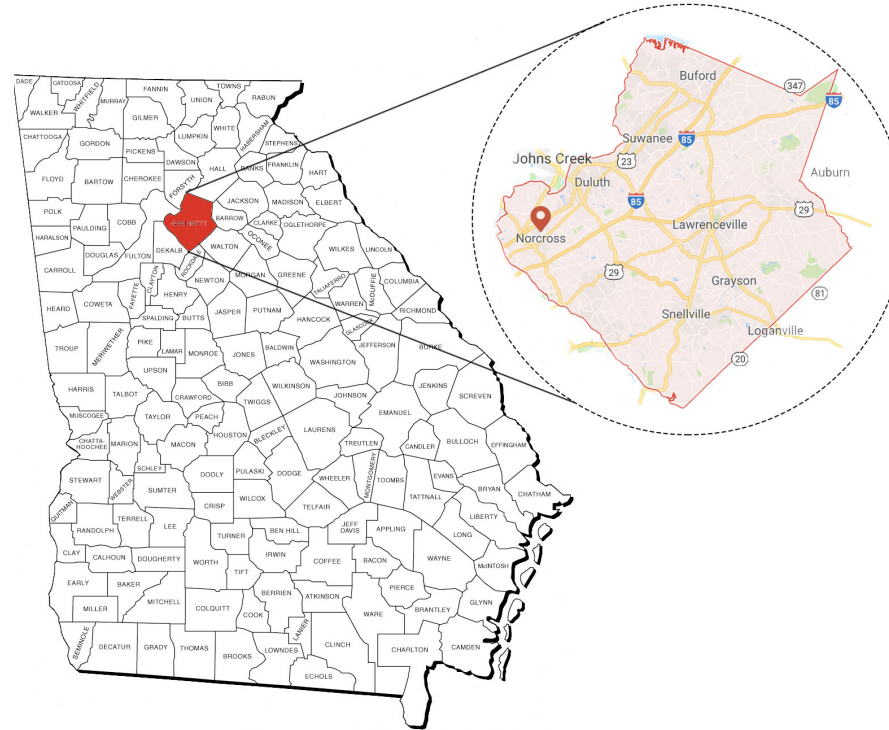 DADE
CATOOSA
WHITFIELD
MURRAY
FANNIN
UNION
TOWNS
RABUN
WALKER
GILMER
LUMPKIN
WHITE
HABERSHAM
STEPHENS
CHATTOOGA
GORDON
PICKENS
DAWSON
HALL
BANKS
FRANKLIN
HART
FLOYD
BARTOW
CHEROKEE
FORSYTH
JACKSON
MADISON
ELBERT
POLK
PAULDING
COBB
BARROW
CLARKE
OGLETHORPE
OCONEE
HARALSON
DOUGLAS
FULTON
DEKALB
ROCKDALE
WALTON
WILKES
LINCOLN
CARROLL
CLAYTON
NEWTON
MORGAN
GREENE
TALIAFERRO
McDUFFIE
COLUMBIA
HEARD
COWETA
FAYETTE
HENRY
JASPER
PUTNAM
HANCOCK
WARREN
RICHMOND
SPALDING
BUTTS
GLASCOCK
TROUP
MERIWETHER
PIKE
LAMAR
MONROE
JONES
BALDWIN
WASHINGTON
JEFFERSON
BURKE
UPSON
BIBB
WILKINSON
HARRIS
TALBOT
CRAWFORD
TWIGGS
JOHNSON
JENKINS
SCREVEN
MUSCOGEE
TAYLOR
PEACH
EMANUEL
CHATTA-
HOOCHEE
MARION
MACON
HOUSTON
BLECKLEY
LAURENS
TREUTLEN
CANDLER
BULLOCH
EFFINGHAM
STEWART
WEBSTER
SCHLEY
SUMTER
DOOLY
PULASKI
DODGE
WHEELER
MONTGOMERY
TOOMBS
EVANS
TATTNALL
BRYAN
CHATHAM
QUITMAN
CRISP
WILCOX
TELFAIR
LIBERTY
RANDOLPH
TERRELL
LEE
TURNER
BEN HILL
JEFF
DAVIS
APPLING
LONG
CLAY
CALHOUN
DOUGHERTY
WORTH
IRWIN
COFFEE
BACON
WAYNE
McINTOSH
EARLY
BAKER
TIFT
PIERCE
MILLER
MITCHELL
COLQUITT
BERRIEN
ATKINSON
WARE
BRANTLEY
GLYNN
COOK
LANIER
SEMINOLE
DECATUR
GRADY
THOMAS
BROOKS
LOWNDES
CLINCH
CHARLTON
CAMDEN
ECHOLS
Buford
347
85
Suwanee
85
Johns Creek
23
Auburn
Duluth
85
29
Norcross
Lawrenceville
29
Grayson
81
Snellville
Loganville
20